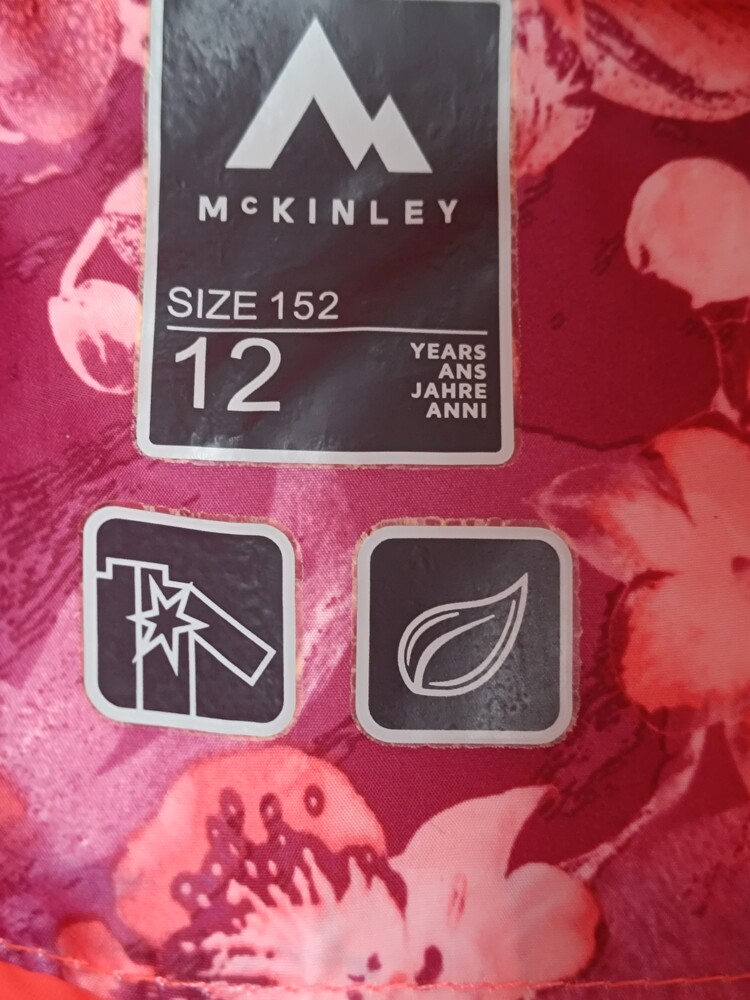 McKINLEY
SIZE 152
12
YEARS
ANS
JAHRE
ANNI